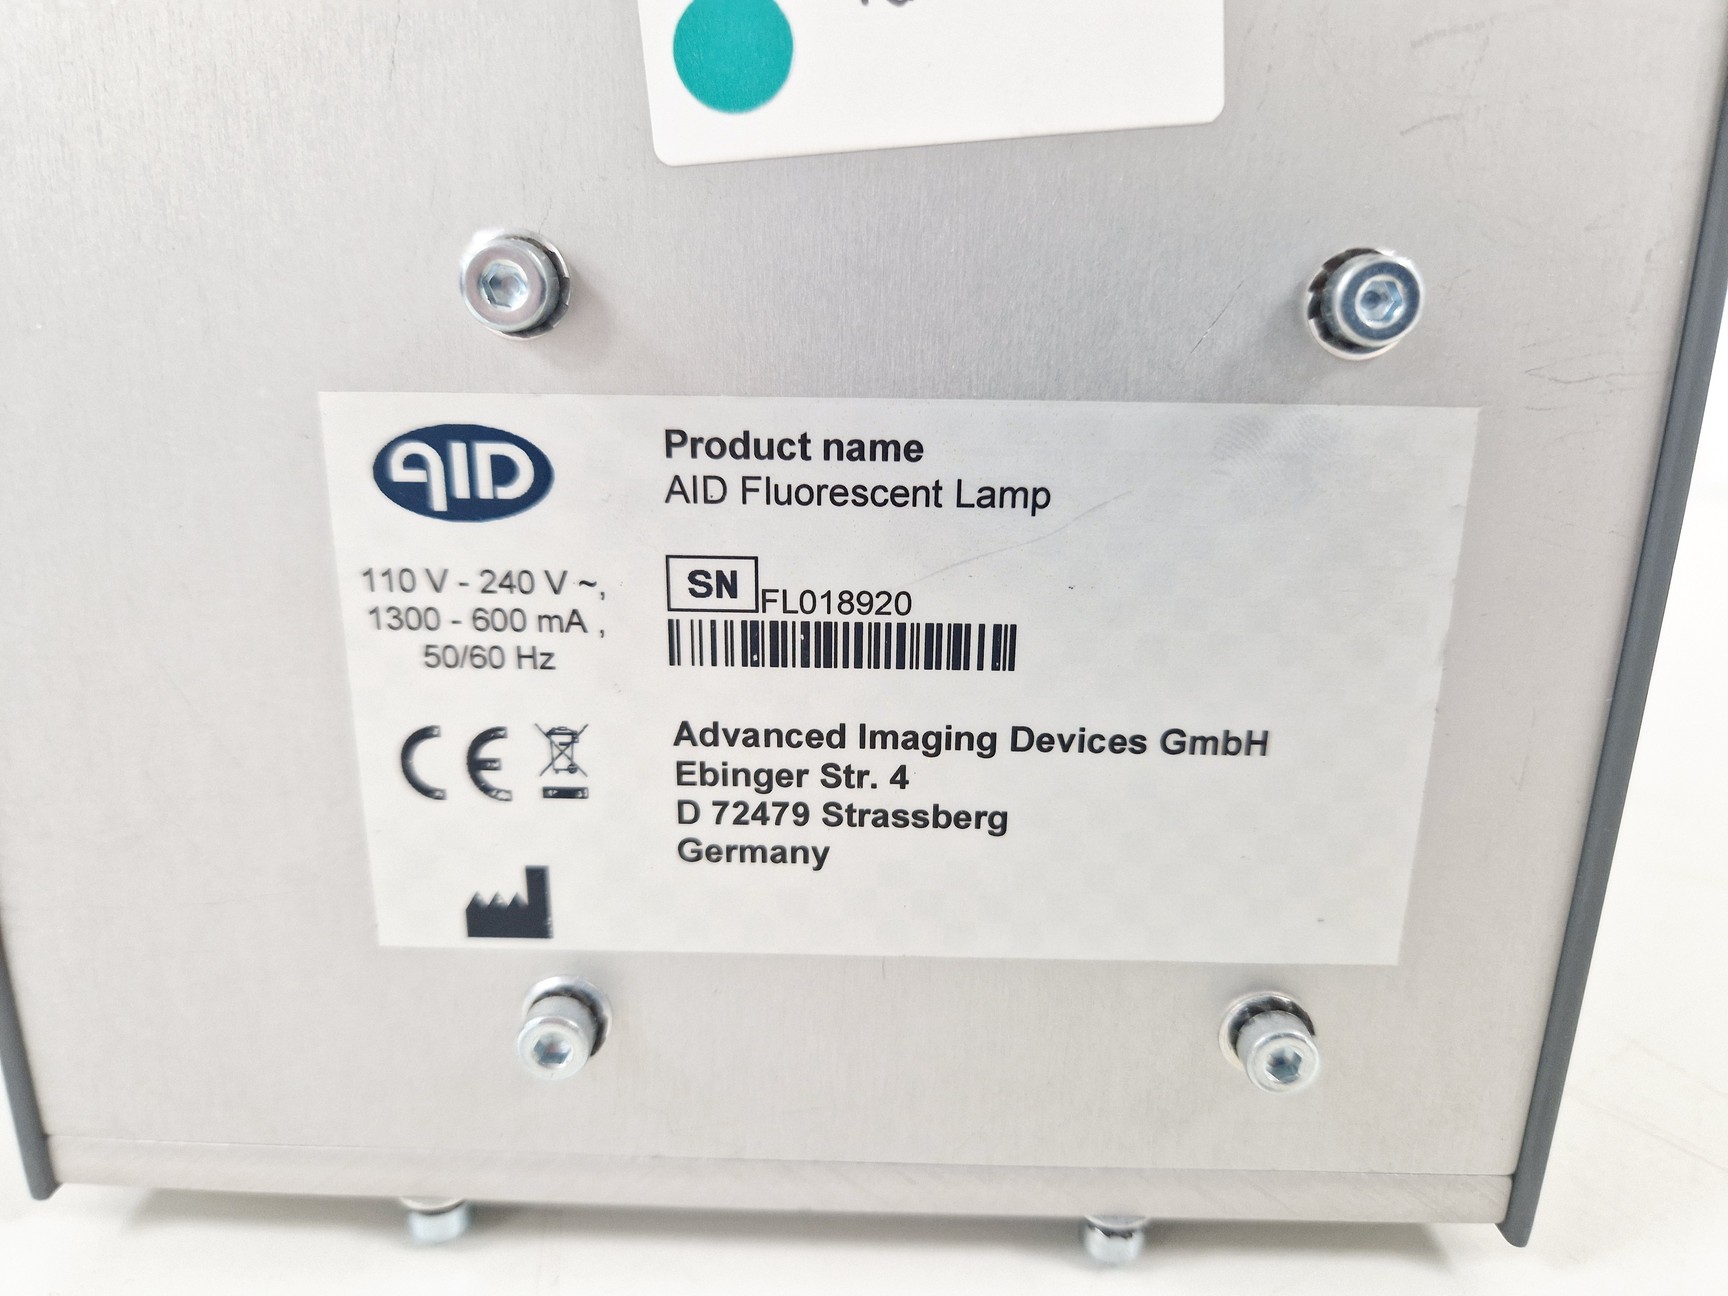 AID
Product name
AID Fluorescent Lamp
110 V - 240 V ~,
1300 - 600 mA ,
50/60 Hz
SN FL018920
CE
Advanced Imaging Devices GmbH
Ebinger Str. 4
D 72479 Strassberg
Germany